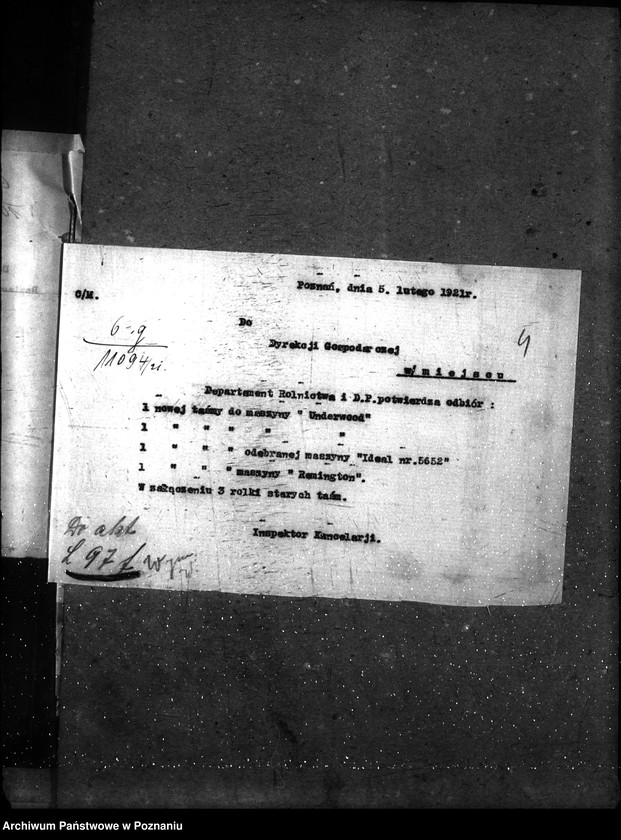 Poznań, dnia 5. lutego 1921r.
C/M.
6-g
11094/21.
Do
Dyrekcji Gospodarczej
w/miejscu
4
Departament Rolnictwa i D.P.potwierdza odbiór :
1 nowej taśmy do maszyny " Underwood"
1 " " " " "
1 " " " odebranej maszyny "Ideal nr.5652"
1 " " " maszyny " Remington".
W załączeniu 3 rolki starych taśm.
Inspektor Kancelarji.
Do akt
L 97 f
Archiwum Państwowe w Poznaniu